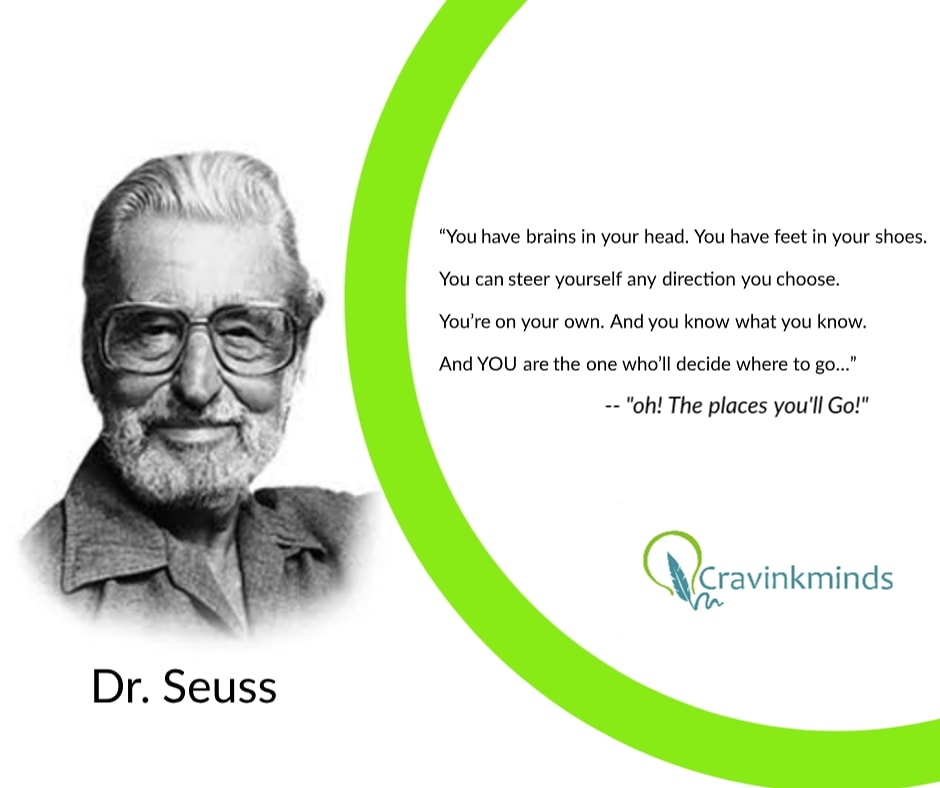 “You have brains in your head. You have feet in your shoes.
You can steer yourself any direction you choose.
You’re on your own. And you know what you know.
And YOU are the one who’ll decide where to go...”
-- "oh! The places you'll Go!"
Cravinkminds
Dr. Seuss